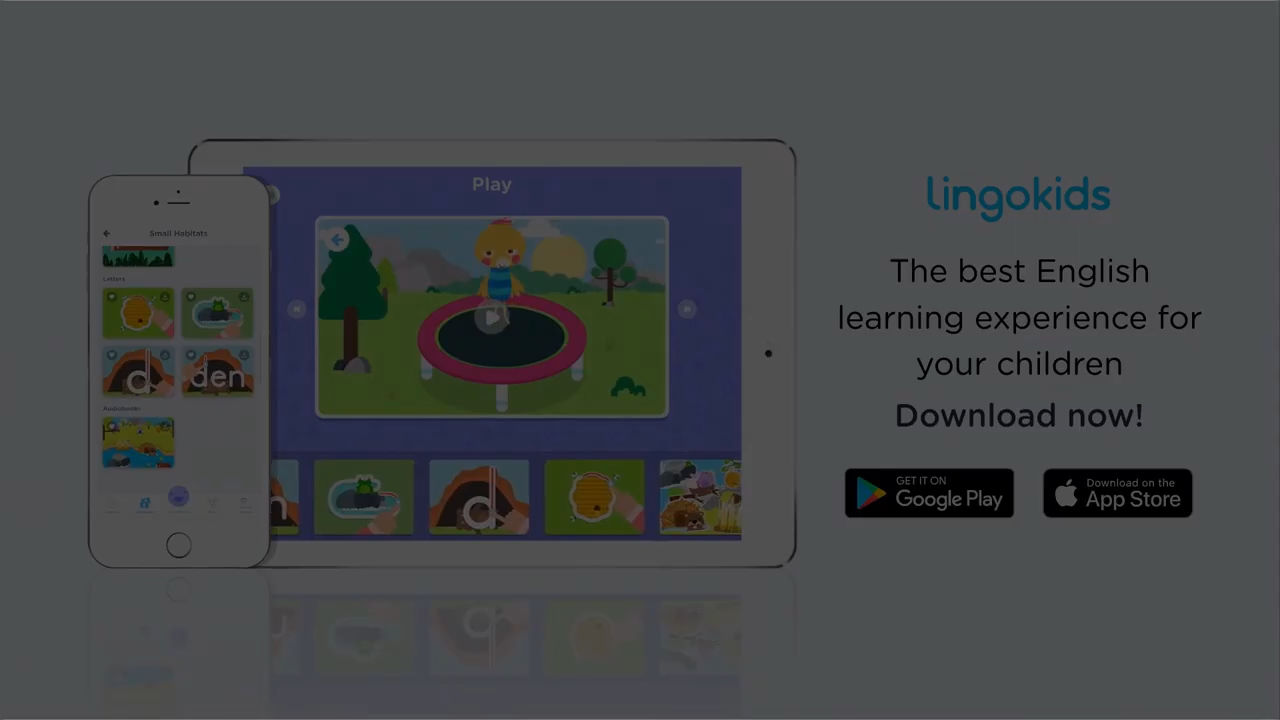 Play
Small Habitats
Letters
d
den
Audiobooks
d
lingokids
The best English
learning experience for
your children
Download now!
GET IT ON
Google Play
Download on the
App Store